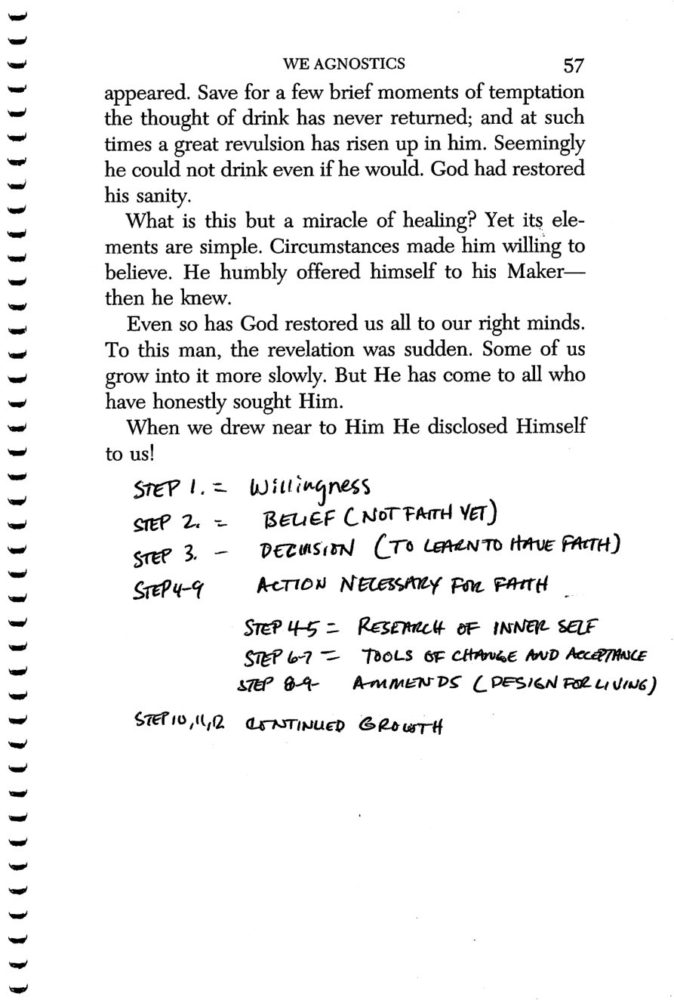 WE AGNOSTICS 57
appeared. Save for a few brief moments of temptation
the thought of drink has never returned; and at such
times a great revulsion has risen up in him. Seemingly
he could not drink even if he would. God had restored
his sanity.
What is this but a miracle of healing? Yet its ele-
ments are simple. Circumstances made him willing to
believe. He humbly offered himself to his Maker—
then he knew.
Even so has God restored us all to our right minds.
To this man, the revelation was sudden. Some of us
grow into it more slowly. But He has come to all who
have honestly sought Him.
When we drew near to Him He disclosed Himself
to us!
STEP 1. = Willingness
STEP 2. = BELIEF (NOT FAITH YET)
STEP 3. - DECISION (TO LEARN TO HAVE FAITH)
STEP 4-9 ACTION NECESSARY FOR FAITH
STEP 4-5 = RESEARCH OF INNER SELF
STEP 6-7 = TOOLS OF CHANGE AND ACCEPTANCE
STEP 8-9- AMMENDS (DESIGN FOR LIVING)
STEP 10, 11, 12 CONTINUED GROWTH